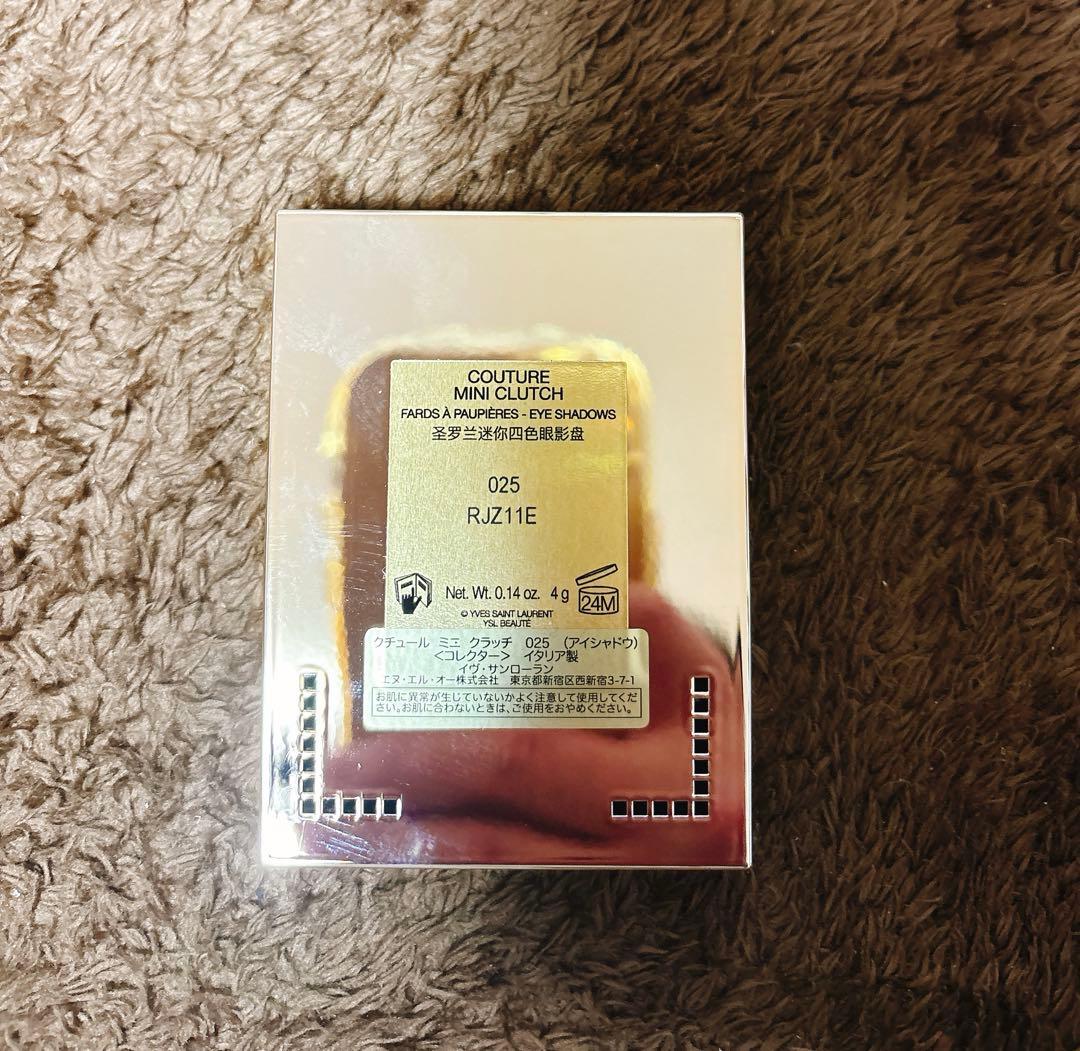 COUTURE
MINI CLUTCH
FARDS À PAUPIÈRES - EYE SHADOWS
圣罗兰迷你四色眼影盘
025
RJZ11E
Net. Wt. 0.14 oz. 4 g
24M
© YVES SAINT LAURENT
YSL BEAUTÉ
クチュール ミニ クラッチ 025 (アイシャドウ)
<コレクター> イタリア製
イヴ・サンローラン
エヌ・エル・オー株式会社 東京都新宿区西新宿3-7-1
お肌に異常が生じていないかよく注意して使用してくだ
さい。お肌に合わないときは、ご使用をおやめください。